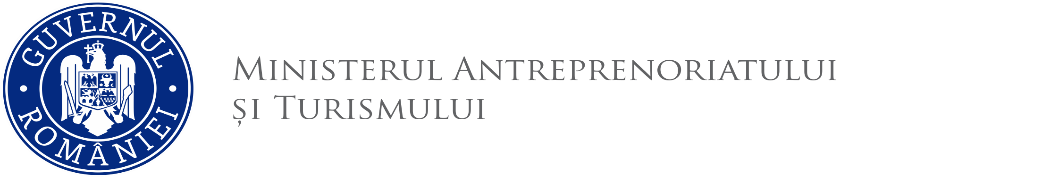 GUVERNUL
ROMÂNIEI
Ministerul Antreprenoriatului
și Turismului